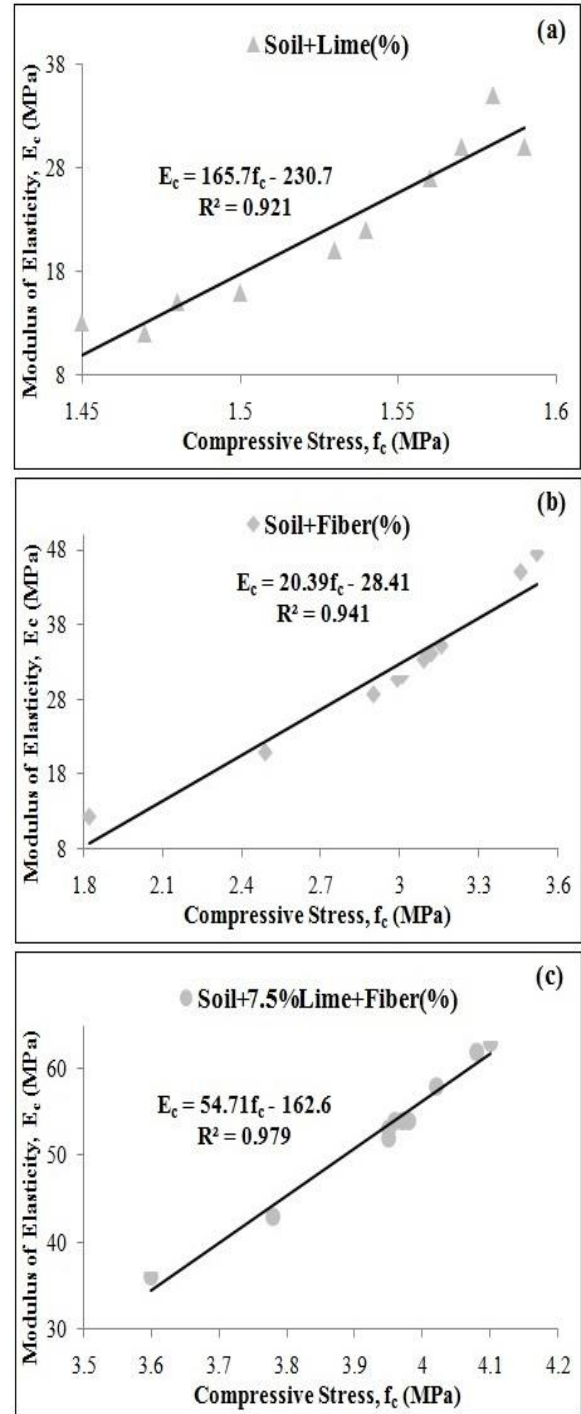 (a)
Soil+Lime(%)
Modulus of Elasticity, E_c (MPa)
38
28
18
8
E_c = 165.7f_c - 230.7
R² = 0.921
1.45 1.5 1.55 1.6
Compressive Stress, f_c (MPa)
(b)
Soil+Fiber(%)
Modulus of Elasticity, Ec (MPa)
48
38
28
18
8
E_c = 20.39f_c - 28.41
R² = 0.941
1.8 2.1 2.4 2.7 3 3.3 3.6
Compressive Stress, f_c (MPa)
(c)
Soil+7.5%Lime+Fiber(%)
Modulus of Elasticity, E_c (MPa)
60
50
40
30
E_c = 54.71f_c - 162.6
R² = 0.979
3.5 3.6 3.7 3.8 3.9 4 4.1 4.2
Compressive Stress, f_c (MPa)